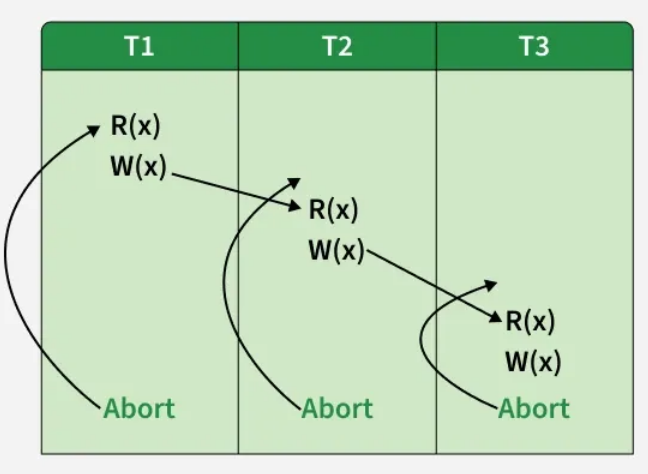 T1 T2 T3
R(x)
W(x)
R(x)
W(x)
R(x)
W(x)
Abort Abort Abort